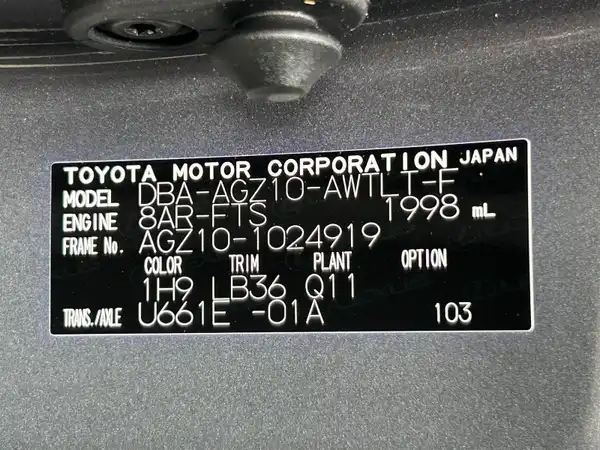 TOYOTA MOTOR CORPORATION JAPAN
MODEL DBA-AGZ10-AWTLT-F
ENGINE 8AR-FTS 1998 mL
FRAME No. AGZ10-1024919
COLOR TRIM PLANT OPTION
1H9 LB36 Q11
TRANS./AXLE U661E -01A 103